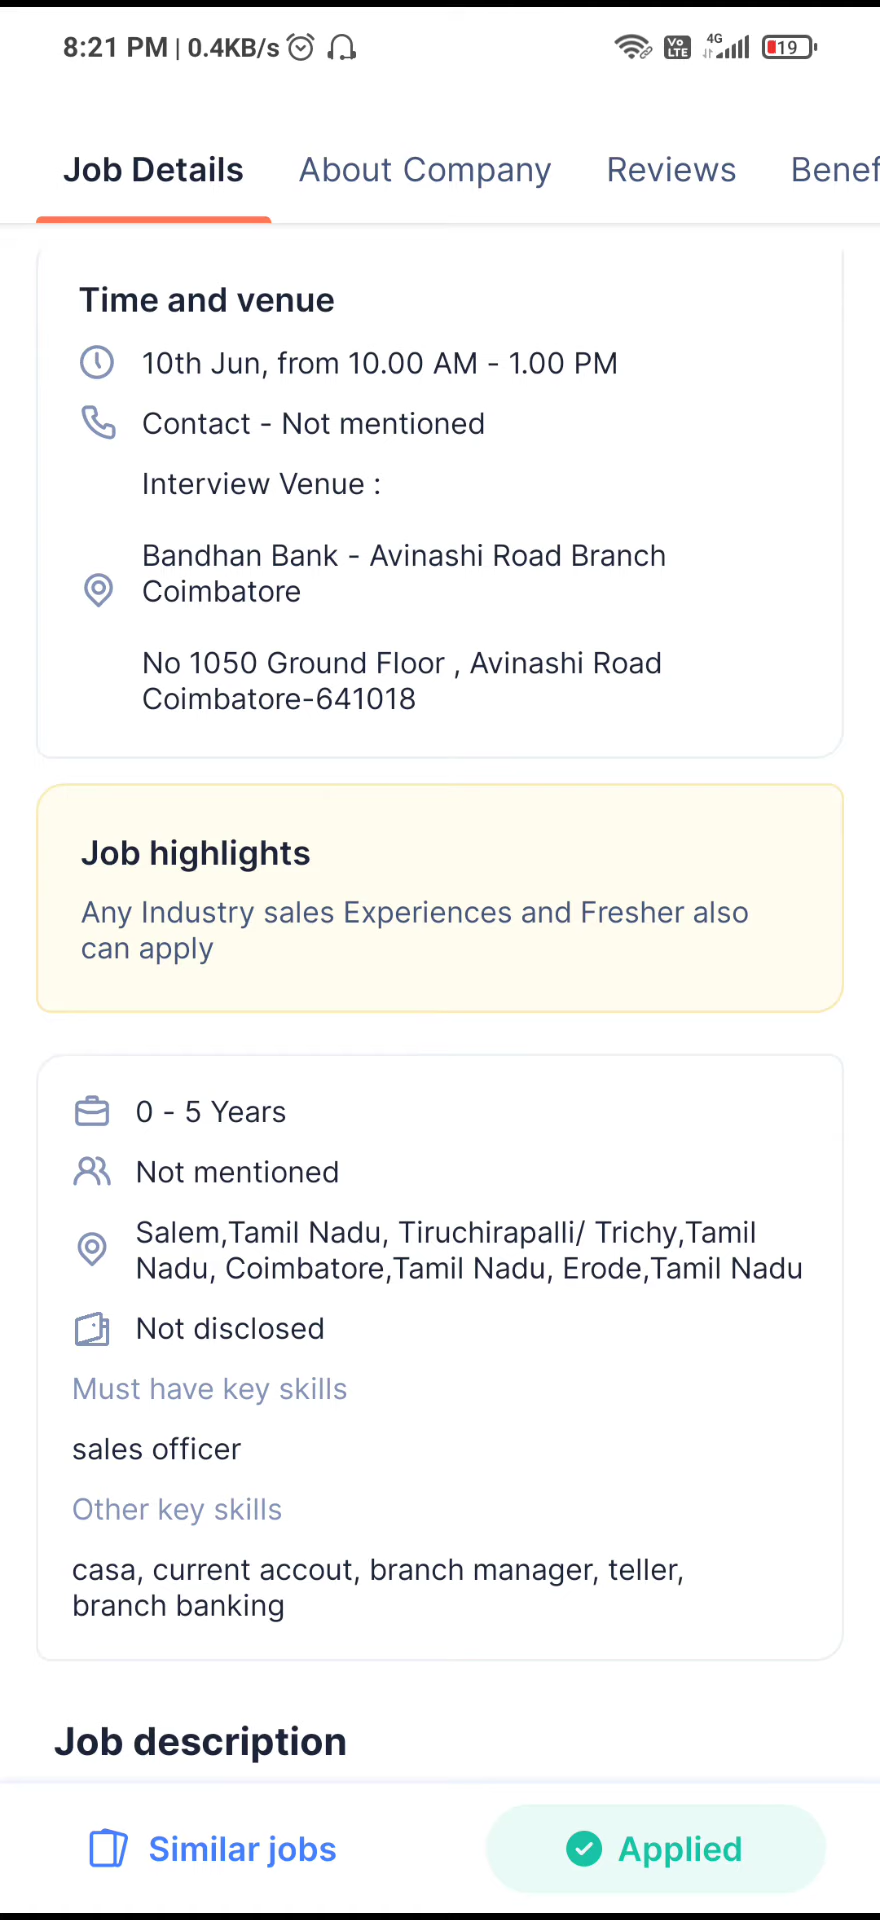 8:21 PM | 0.4KB/s
Vo LTE 4G 19
Job Details About Company Reviews Benef
Time and venue
10th Jun, from 10.00 AM - 1.00 PM
Contact - Not mentioned
Interview Venue :
Bandhan Bank - Avinashi Road Branch
Coimbatore
No 1050 Ground Floor , Avinashi Road
Coimbatore-641018
Job highlights
Any Industry sales Experiences and Fresher also
can apply
0 - 5 Years
Not mentioned
Salem,Tamil Nadu, Tiruchirapalli/ Trichy,Tamil
Nadu, Coimbatore,Tamil Nadu, Erode,Tamil Nadu
Not disclosed
Must have key skills
sales officer
Other key skills
casa, current accout, branch manager, teller,
branch banking
Job description
Similar jobs Applied